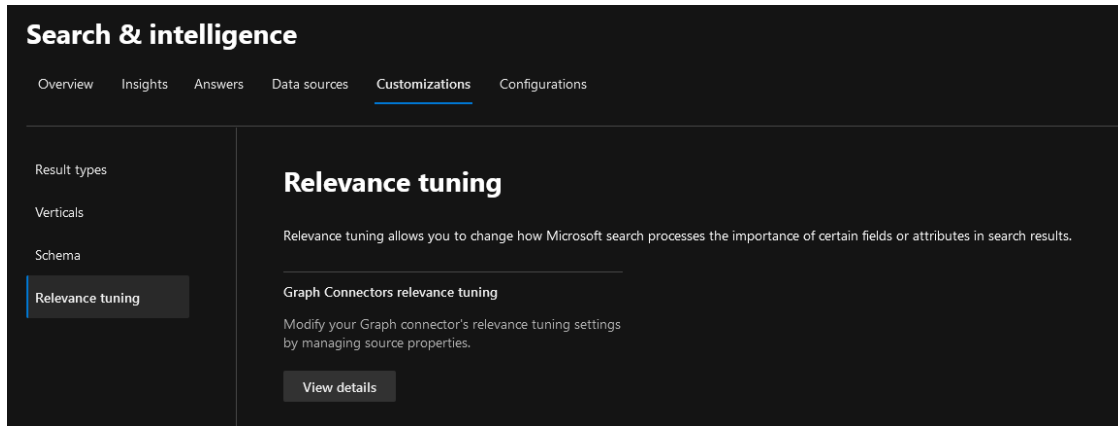 Search & intelligence
Overview Insights Answers Data sources Customizations Configurations
Result types
Verticals
Schema
Relevance tuning
Relevance tuning
Relevance tuning allows you to change how Microsoft search processes the importance of certain fields or attributes in search results.
Graph Connectors relevance tuning
Modify your Graph connector's relevance tuning settings
by managing source properties.
View details